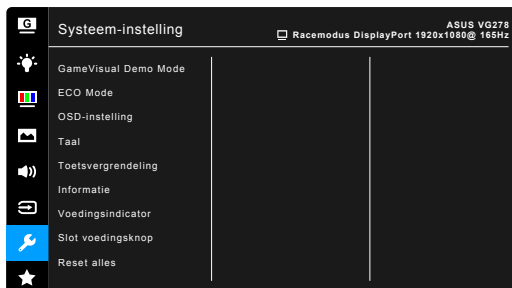 G
Systeem-instelling
ASUS VG278
Racemodus DisplayPort 1920x1080@ 165Hz
GameVisual Demo Mode
ECO Mode
OSD-instelling
Taal
Toetsvergrendeling
Informatie
Voedingsindicator
Slot voedingsknop
Reset alles